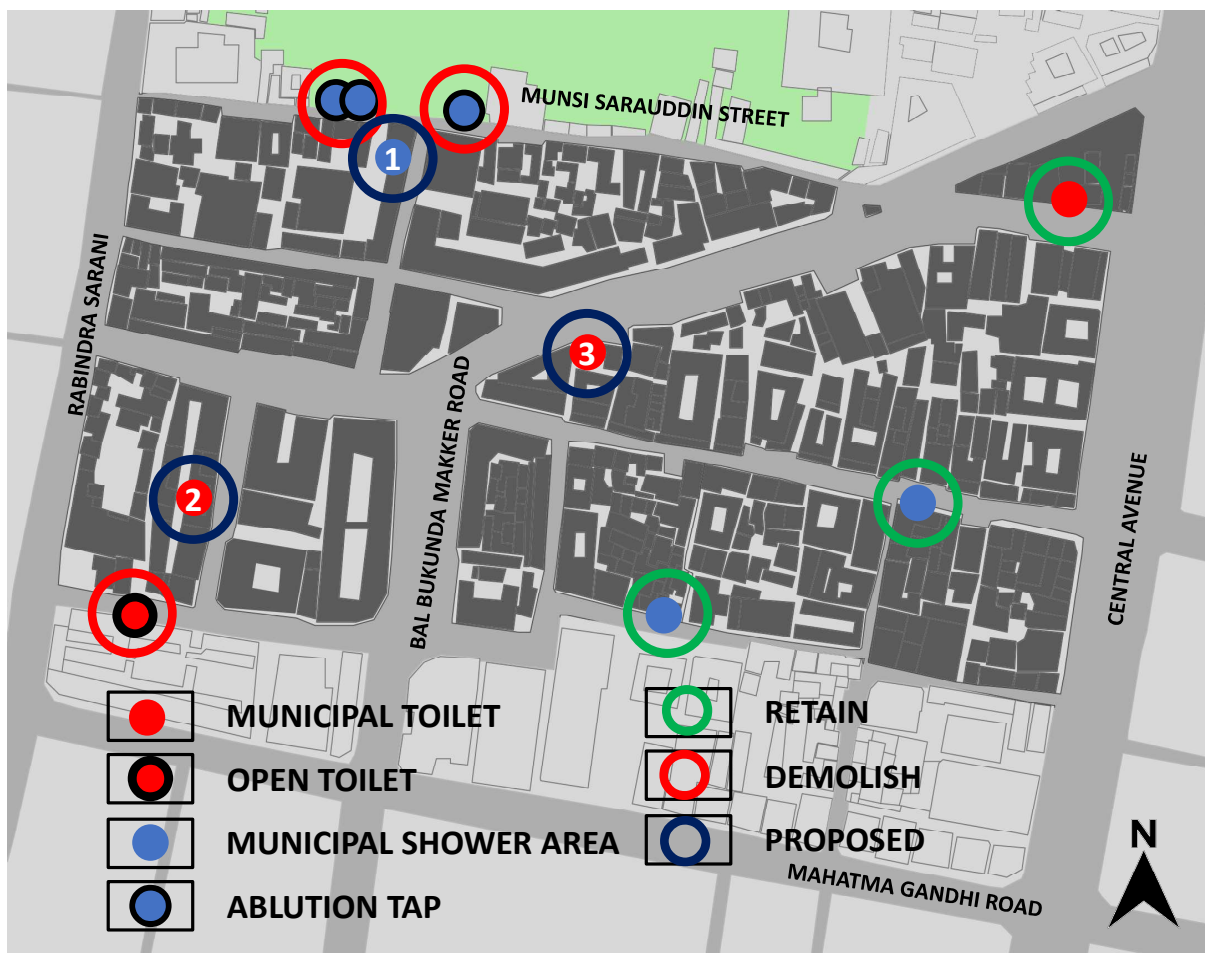 MUNSI SARAUDDIN STREET
1
RABINDRA SARANI
3
BAL BUKUNDA MAKKER ROAD
2
CENTRAL AVENUE
MUNICIPAL TOILET
OPEN TOILET
MUNICIPAL SHOWER AREA
ABLUTION TAP
RETAIN
DEMOLISH
PROPOSED
MAHATMA GANDHI ROAD
N